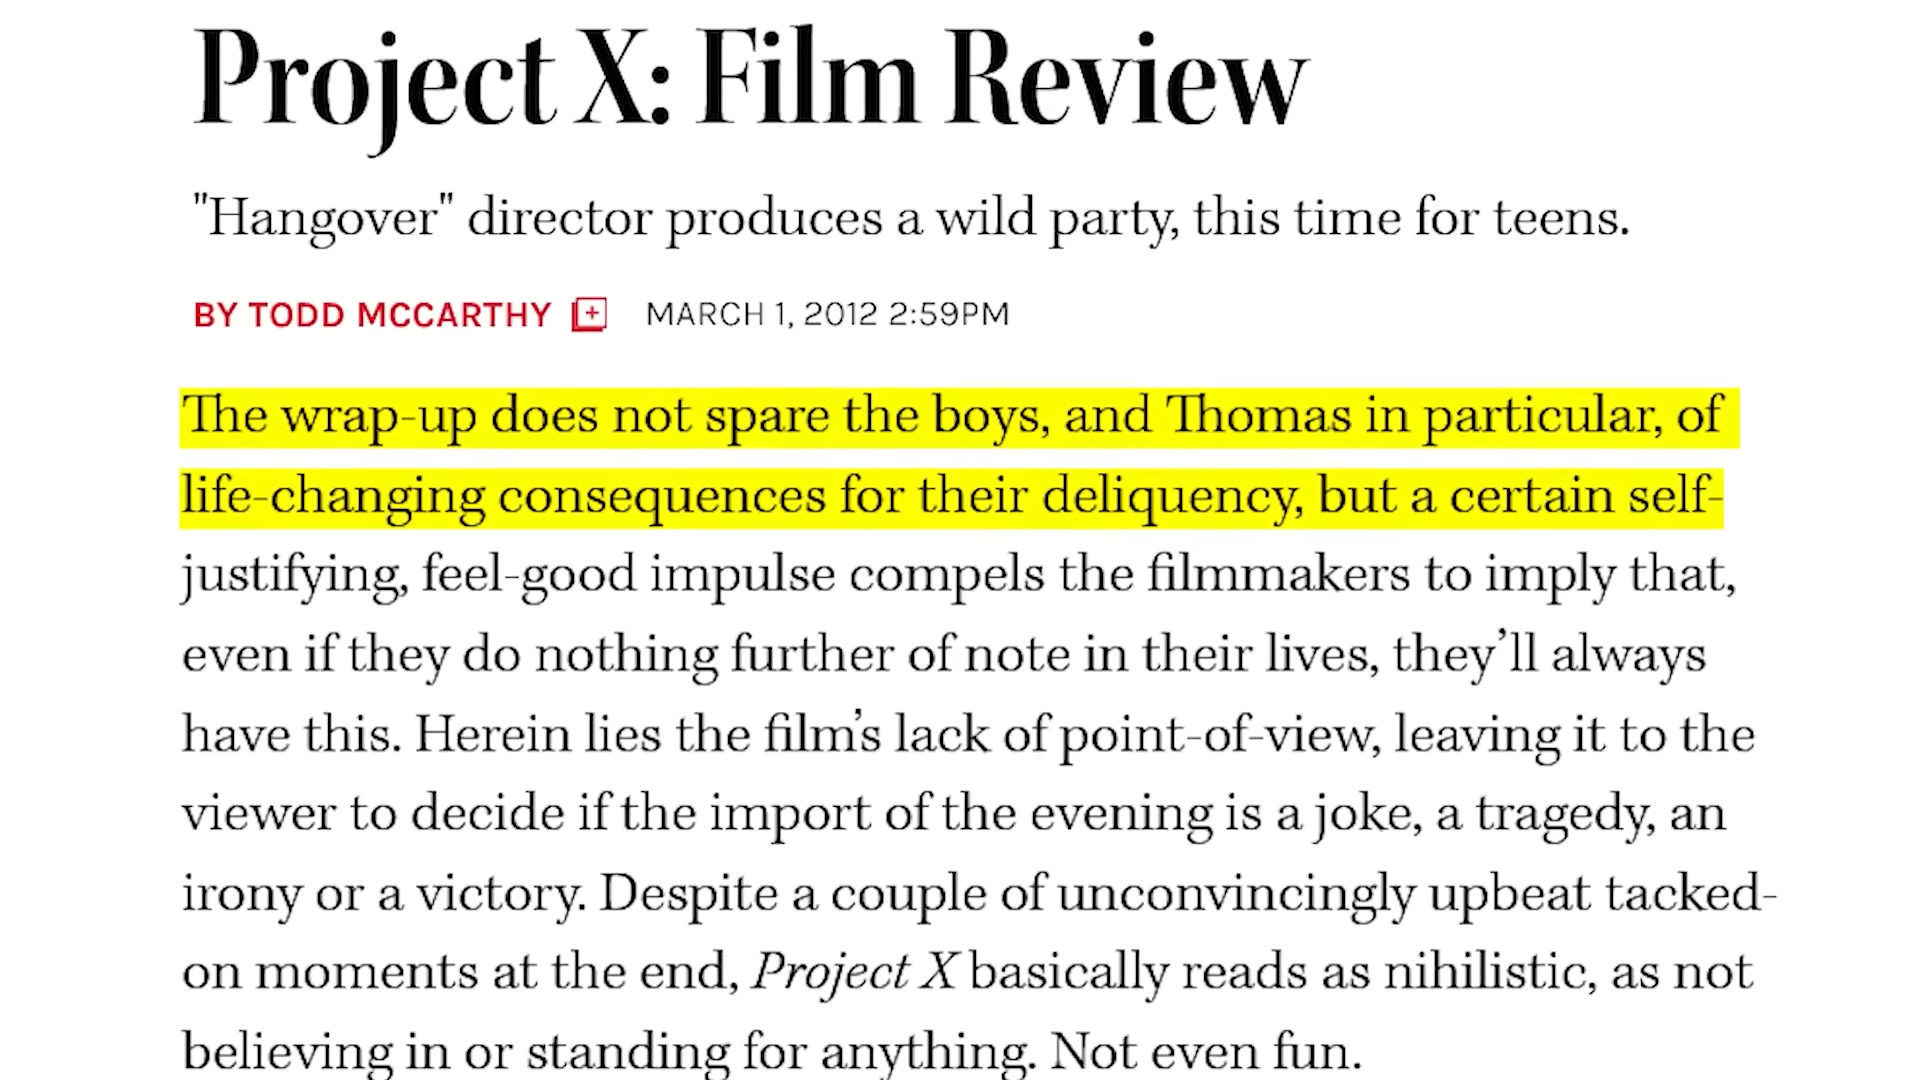 Project X: Film Review
"Hangover" director produces a wild party, this time for teens.
BY TODD MCCARTHY MARCH 1, 2012 2:59PM
The wrap-up does not spare the boys, and Thomas in particular, of
life-changing consequences for their deliquency, but a certain self-
justifying, feel-good impulse compels the filmmakers to imply that,
even if they do nothing further of note in their lives, they’ll always
have this. Herein lies the film’s lack of point-of-view, leaving it to the
viewer to decide if the import of the evening is a joke, a tragedy, an
irony or a victory. Despite a couple of unconvincingly upbeat tacked-
on moments at the end, Project X basically reads as nihilistic, as not
believing in or standing for anything. Not even fun.